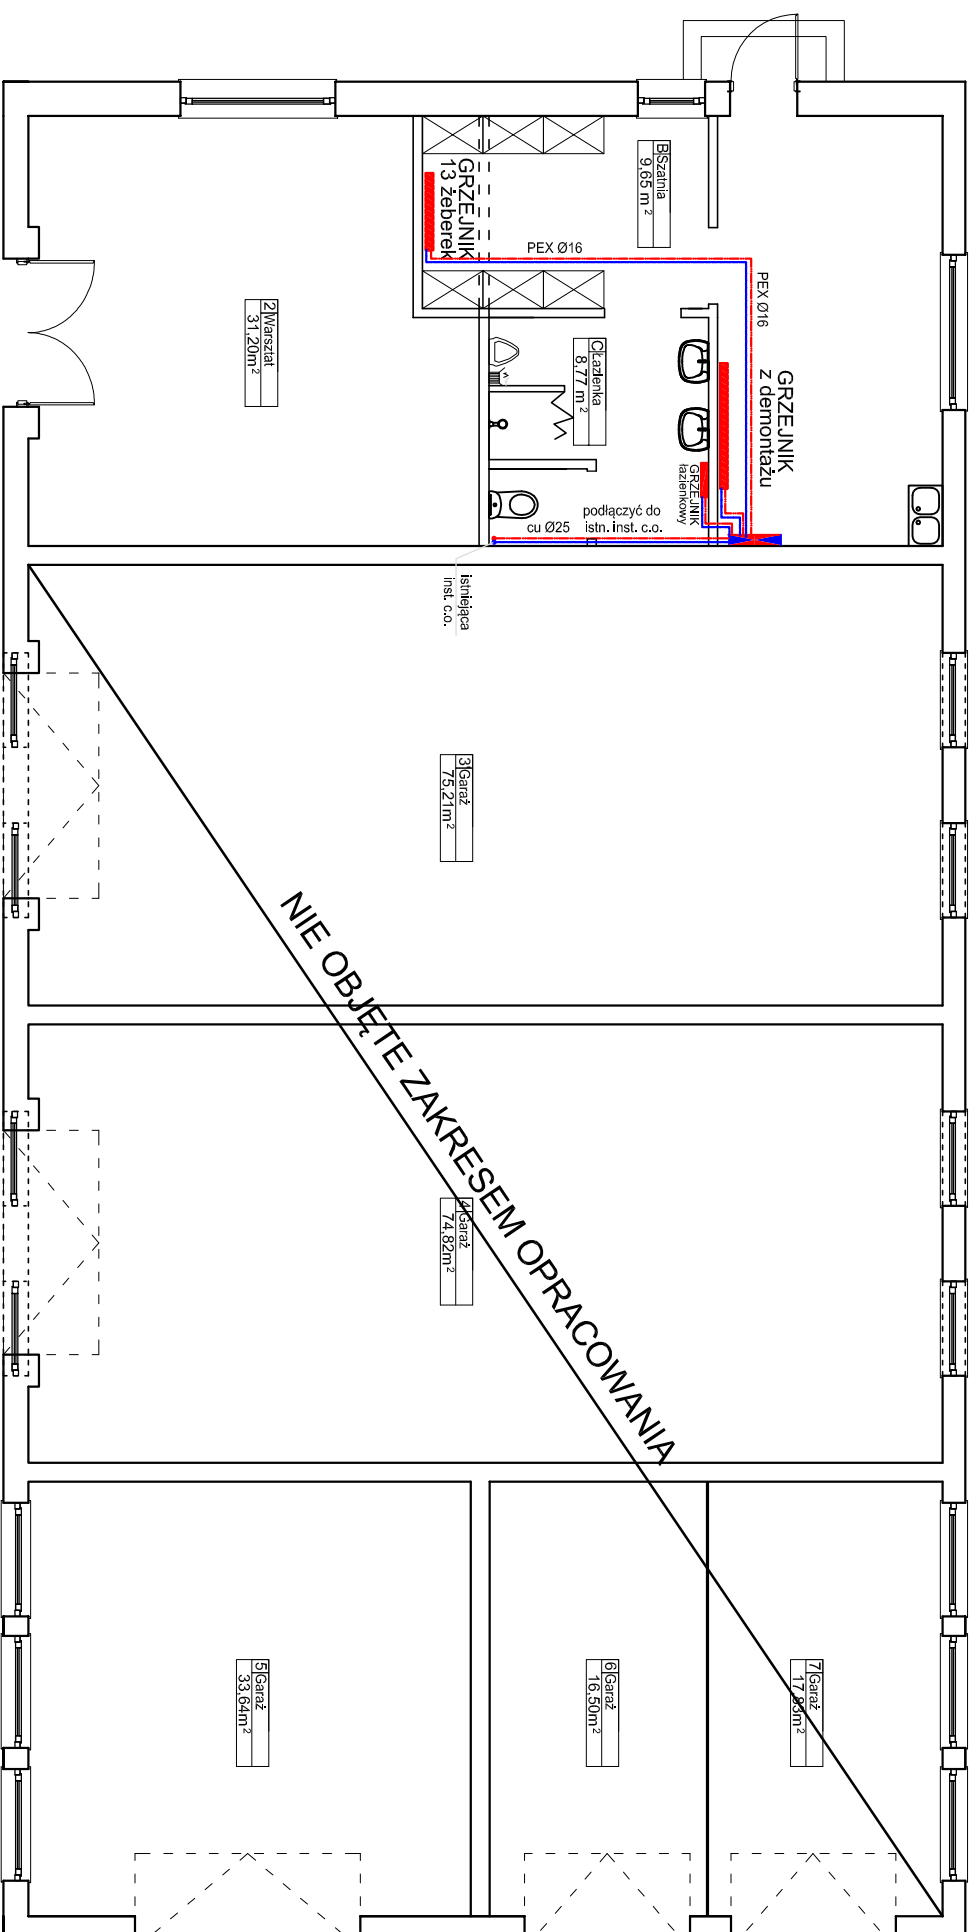 B Szatnia
9,65 m²
GRZEJNIK
13 żeberek
PEX Ø16
PEX Ø16
2 Warsztat
31,20m²
C Łazienka
8,77 m²
GRZEJNIK
z demontażu
GRZEJNIK
łazienkowy
podłączyć do
istn. inst. c.o.
cu Ø25
istniejąca
inst. c.o.
3 Garaż
75,21m²
NIE OBJĘTE ZAKRESEM OPRACOWANIA
4 Garaż
74,82m²
5 Garaż
33,64m²
6 Garaż
16,50m²
7 Garaż